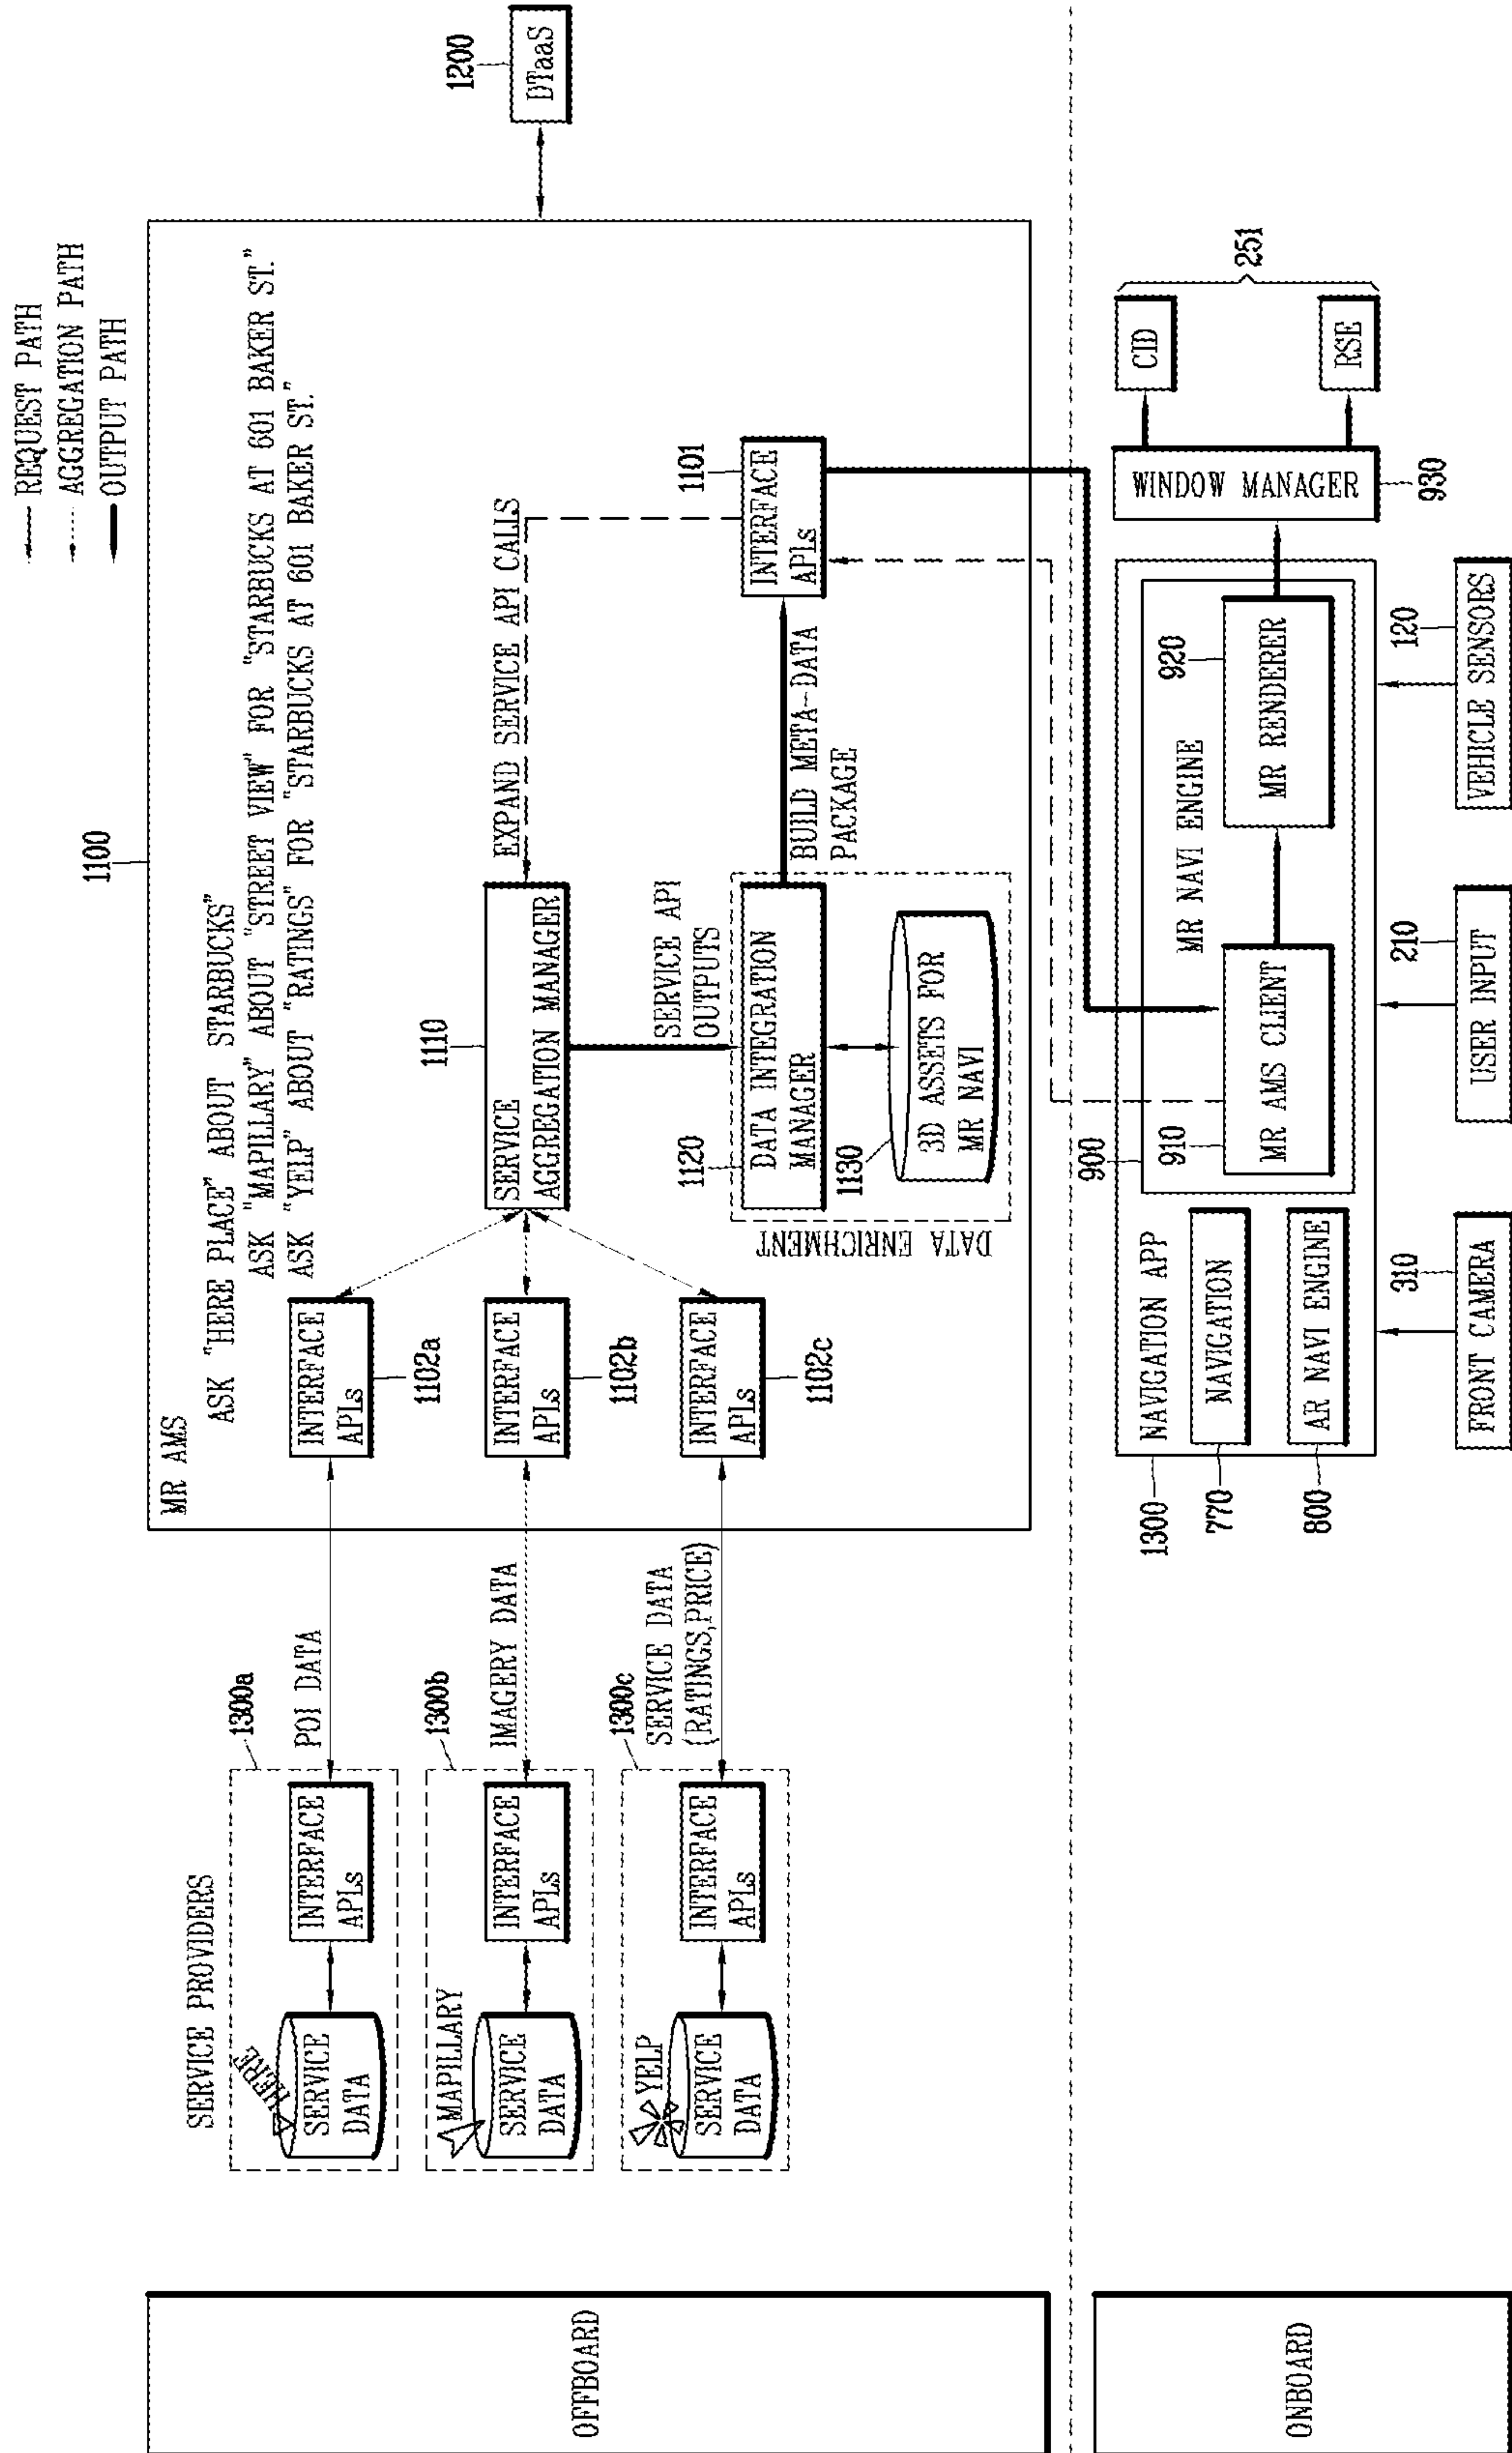 REQUEST PATH
AGGREGATION PATH
OUTPUT PATH
1100
MR AMS
ASK "HERE PLACE" ABOUT STARBUCKS"
ASK "MAPILLARY" ABOUT "STREET VIEW" FOR "STARBUCKS AT 601 BAKER ST."
ASK "YELP" ABOUT "RATINGS" FOR "STARBUCKS AT 601 BAKER ST."
1200
DTaaS
OFFBOARD
SERVICE PROVIDERS
1300a
HERE
SERVICE
DATA
INTERFACE
APLs
POI DATA
INTERFACE
APLs
1102a
1300b
MAPILLARY
SERVICE
DATA
INTERFACE
APLs
IMAGERY DATA
INTERFACE
APLs
1102b
1300c
YELP
SERVICE
DATA
INTERFACE
APLs
SERVICE DATA
(RATINGS,PRICE)
INTERFACE
APLs
1102c
1110
SERVICE
AGGREGATION MANAGER
EXPAND SERVICE API CALLS
SERVICE API
OUTPUTS
1120
DATA INTEGRATION
MANAGER
1130
3D ASSETS FOR
MR NAVI
DATA ENRICHMENT
BUILD META-DATA
PACKAGE
1101
INTERFACE
APLs
ONBOARD
1300
NAVIGATION APP
770
NAVIGATION
800
AR NAVI ENGINE
900
MR NAVI ENGINE
910
MR AMS CLIENT
920
MR RENDERER
WINDOW MANAGER
930
CID
RSE
251
310
FRONT CAMERA
210
USER INPUT
120
VEHICLE SENSORS